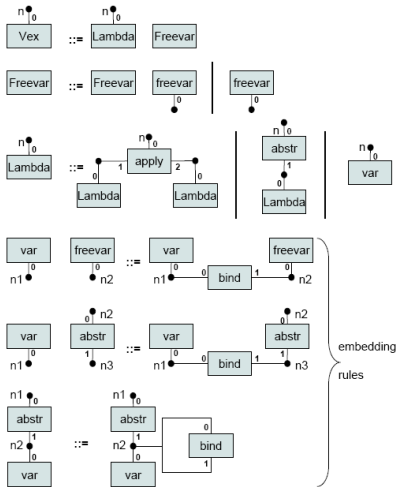 n 0 n 0
Vex ::= Lambda Freevar
Freevar ::= Freevar freevar freevar
0 0
n 0 n 0 n 0 n 0
Lambda ::= 1 apply 2 abstr var
0 0 1
Lambda Lambda 0
Lambda
var freevar ::= var freevar
0 0 0 0
n1 n2 n1 0 bind 1 n2
n2 n2
0 0
var abstr ::= var abstr
0 1 0 1
n1 n3 n1 0 bind 1 n3
embedding
rules
n1 0 n1 0
abstr abstr
1 1 0
n2 ::= n2 bind
0 0 1
var var